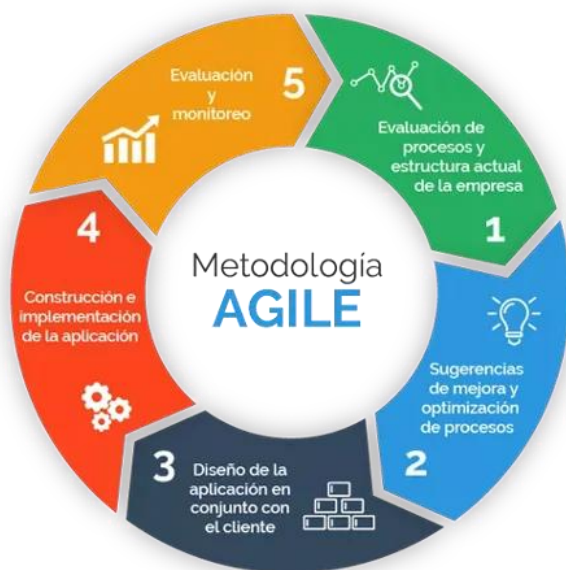 Metodología
AGILE
Evaluación de
procesos y
estructura actual
de la empresa
1
Sugerencias
de mejora y
optimización
de procesos
2
3
Diseño de la
aplicación en
conjunto con
el cliente
4
Construcción e
implementación
de la aplicación
Evaluación
y
monitoreo
5